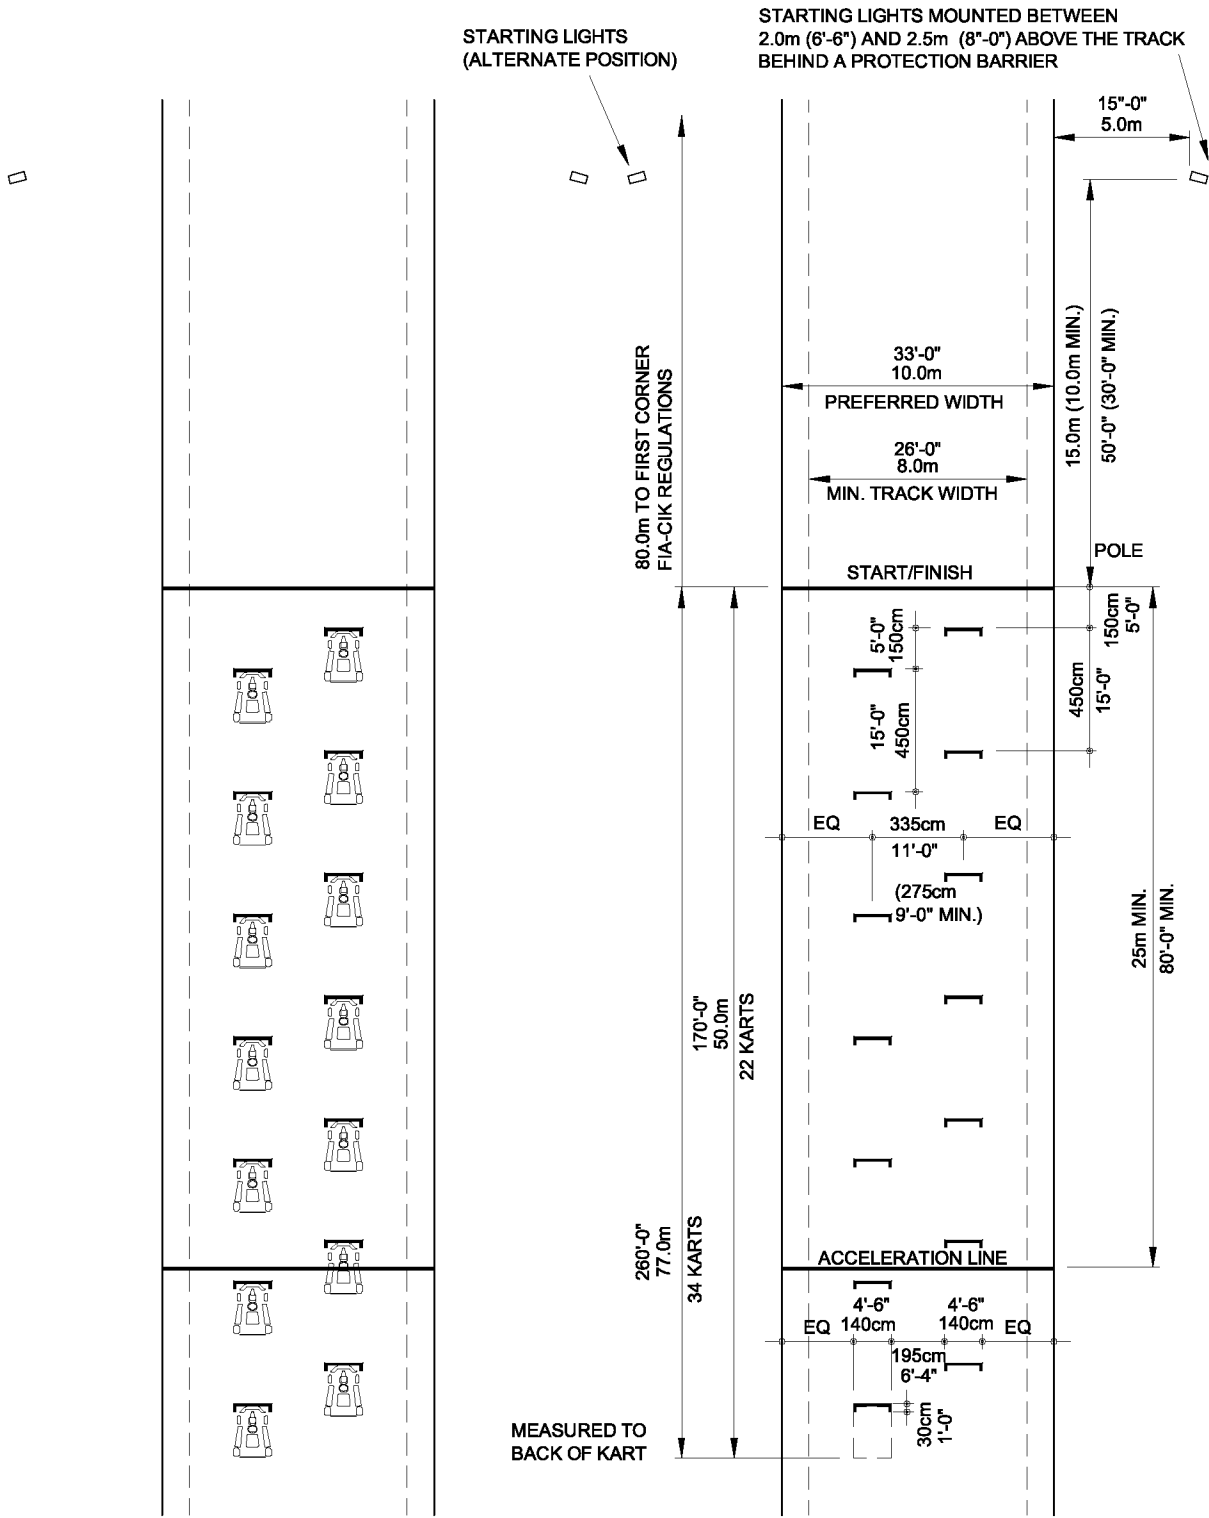 STARTING LIGHTS
(ALTERNATE POSITION)
STARTING LIGHTS MOUNTED BETWEEN
2.0m (6'-6") AND 2.5m (8"-0") ABOVE THE TRACK
BEHIND A PROTECTION BARRIER
15"-0"
5.0m
80.0m TO FIRST CORNER
FIA-CIK REGULATIONS
33'-0"
10.0m
PREFERRED WIDTH
26'-0"
8.0m
MIN. TRACK WIDTH
15.0m (10.0m MIN.)
50'-0" (30'-0" MIN.)
POLE
START/FINISH
5'-0"
150cm
150cm
5'-0"
15'-0"
450cm
450cm
15'-0"
EQ
335cm
EQ
11'-0"
(275cm
9'-0" MIN.)
25m MIN.
80'-0" MIN.
170'-0"
50.0m
22 KARTS
260'-0"
77.0m
34 KARTS
ACCELERATION LINE
4'-6"
4'-6"
EQ
140cm
140cm
EQ
195cm
6'-4"
30cm
1'-0"
MEASURED TO
BACK OF KART